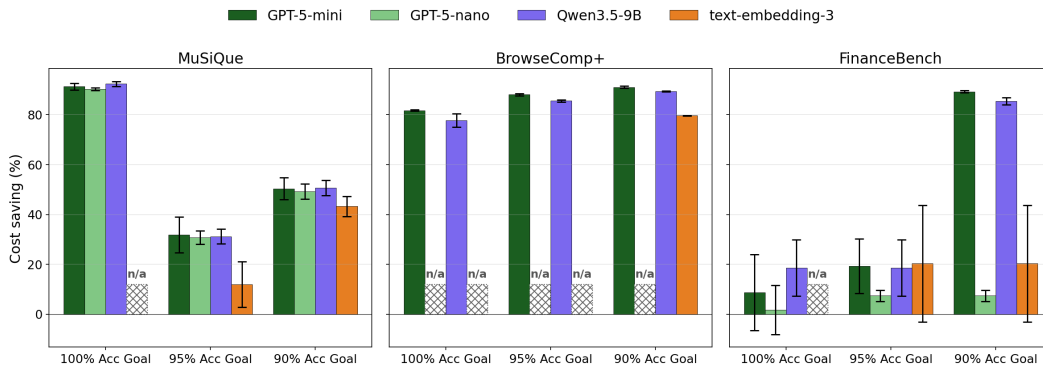 GPT-5-mini GPT-5-nano Qwen3.5-9B text-embedding-3
MuSiQue
BrowseComp+
FinanceBench
Cost saving (%)
80
60
40
20
0
n/a
n/a n/a n/a n/a n/a
n/a
100% Acc Goal 95% Acc Goal 90% Acc Goal
100% Acc Goal 95% Acc Goal 90% Acc Goal
100% Acc Goal 95% Acc Goal 90% Acc Goal